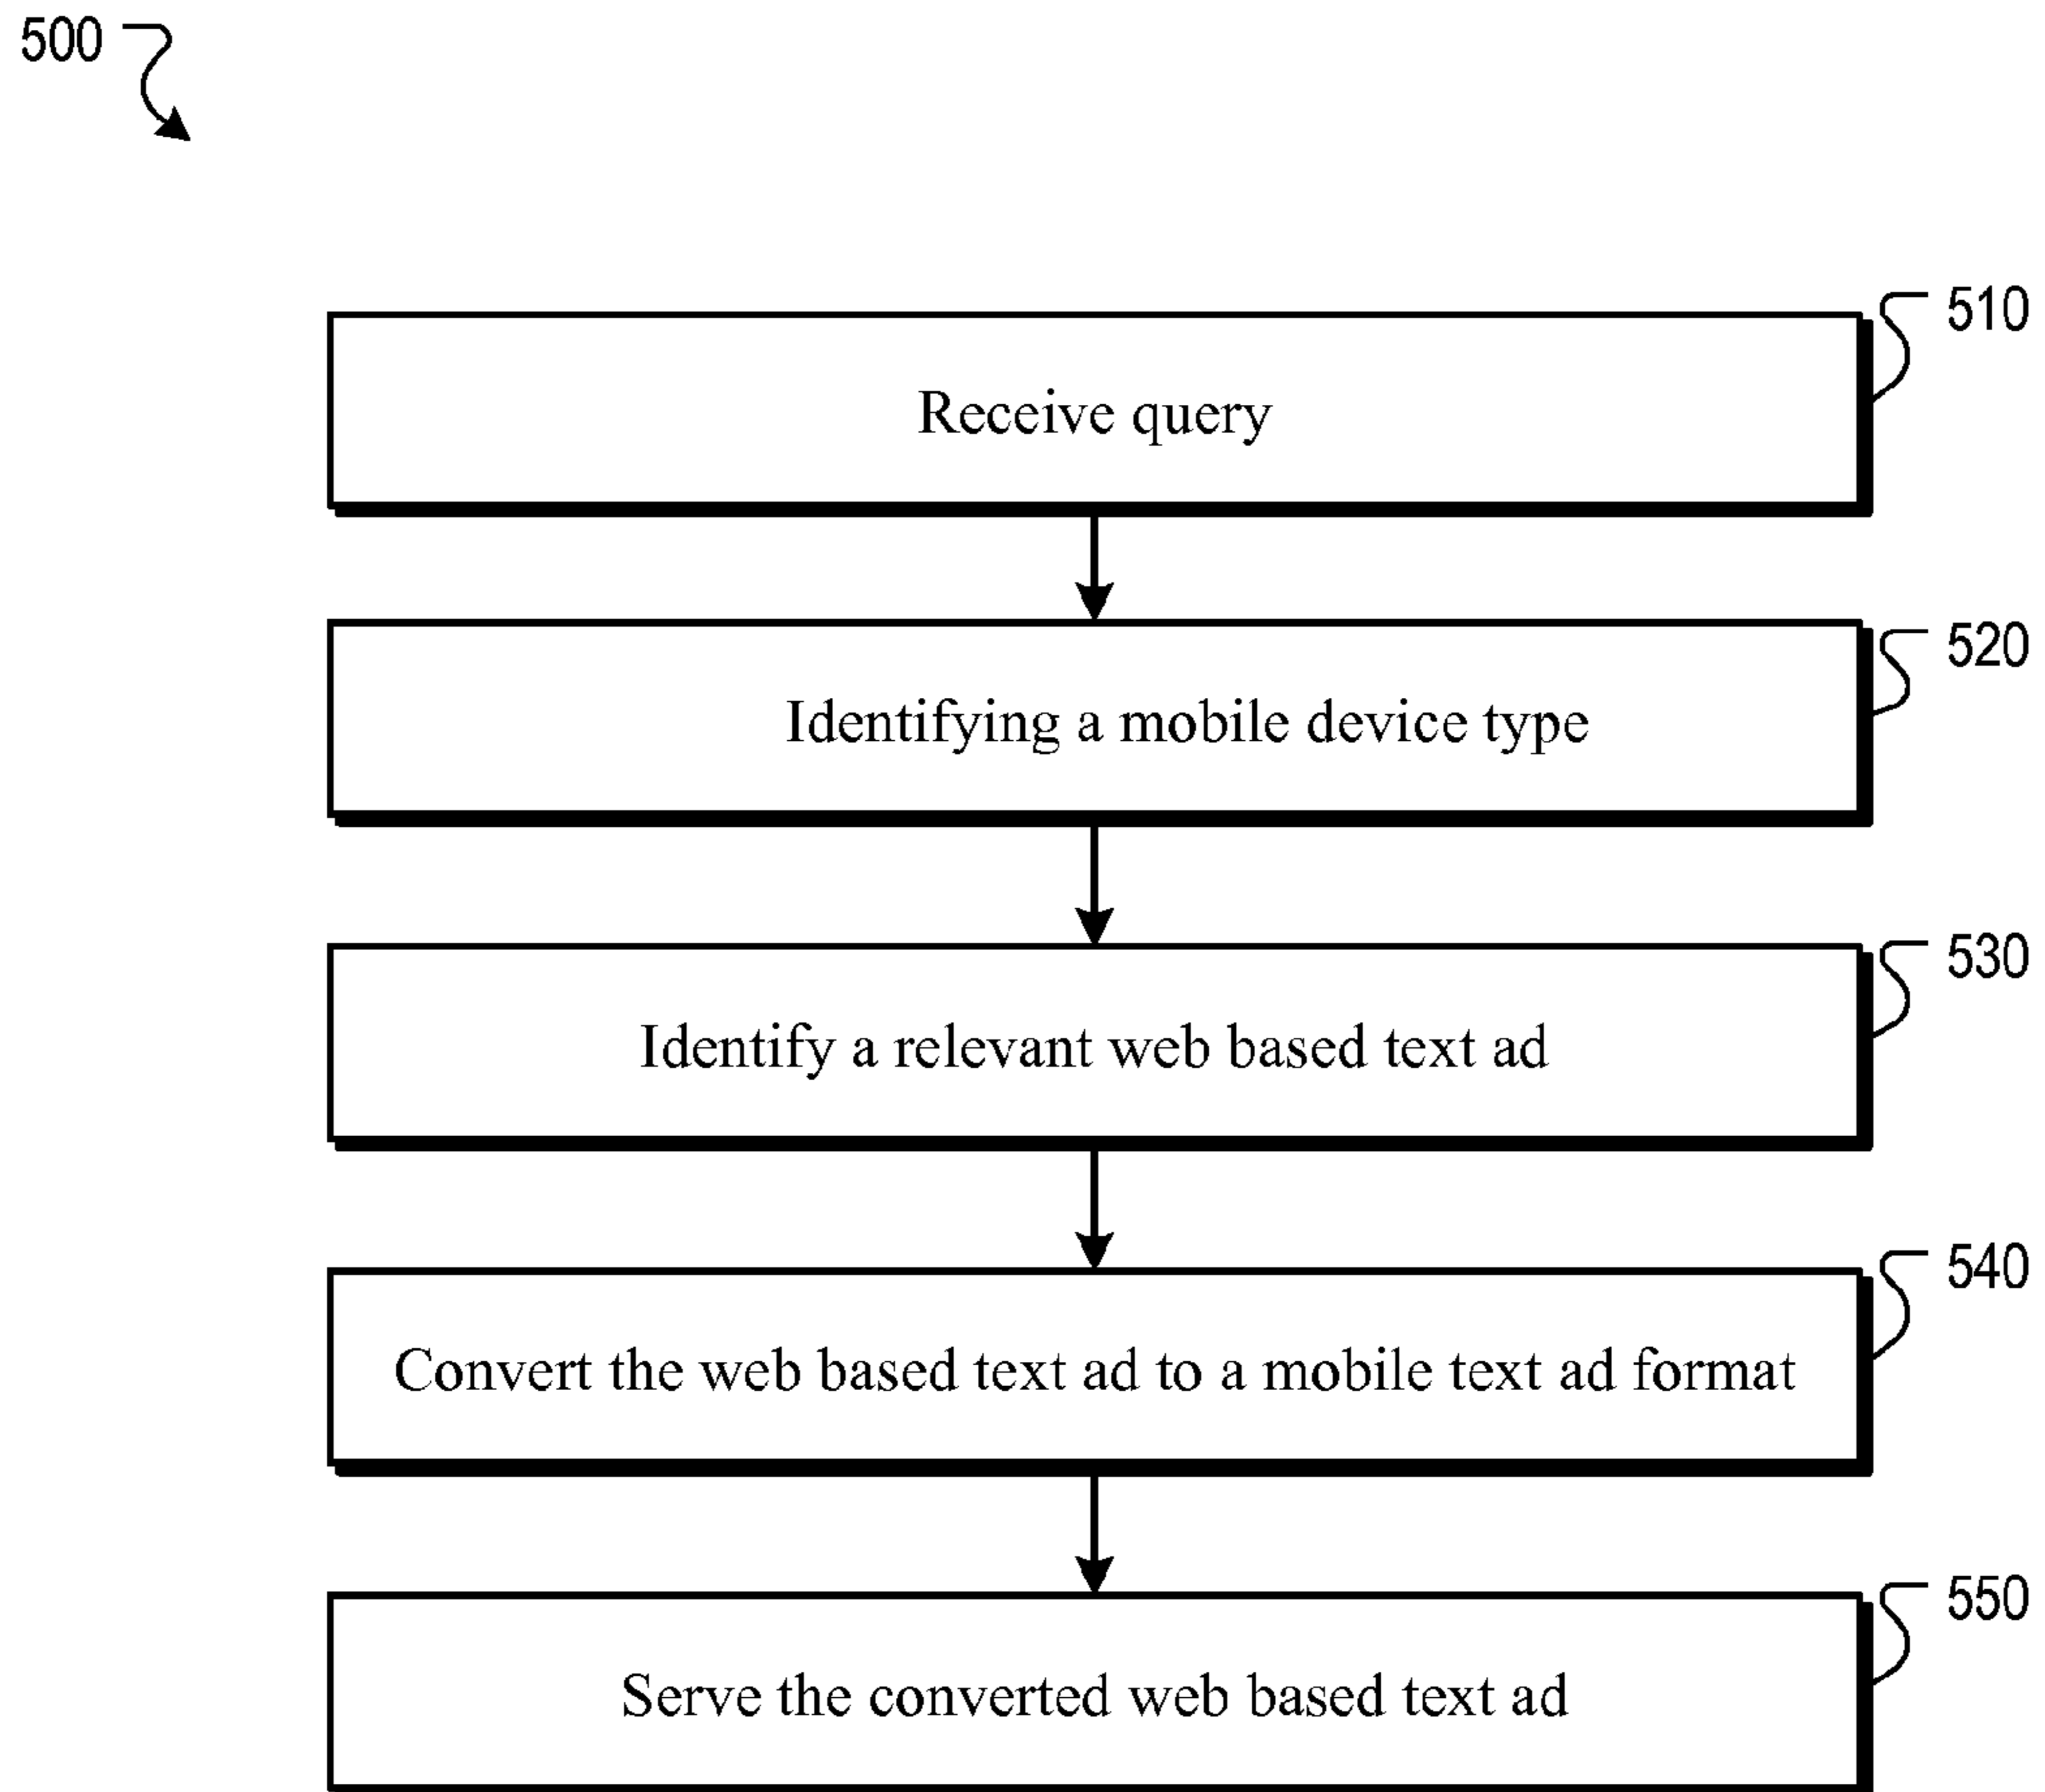 500
510
Receive query
520
Identifying a mobile device type
530
Identify a relevant web based text ad
540
Convert the web based text ad to a mobile text ad format
550
Serve the converted web based text ad